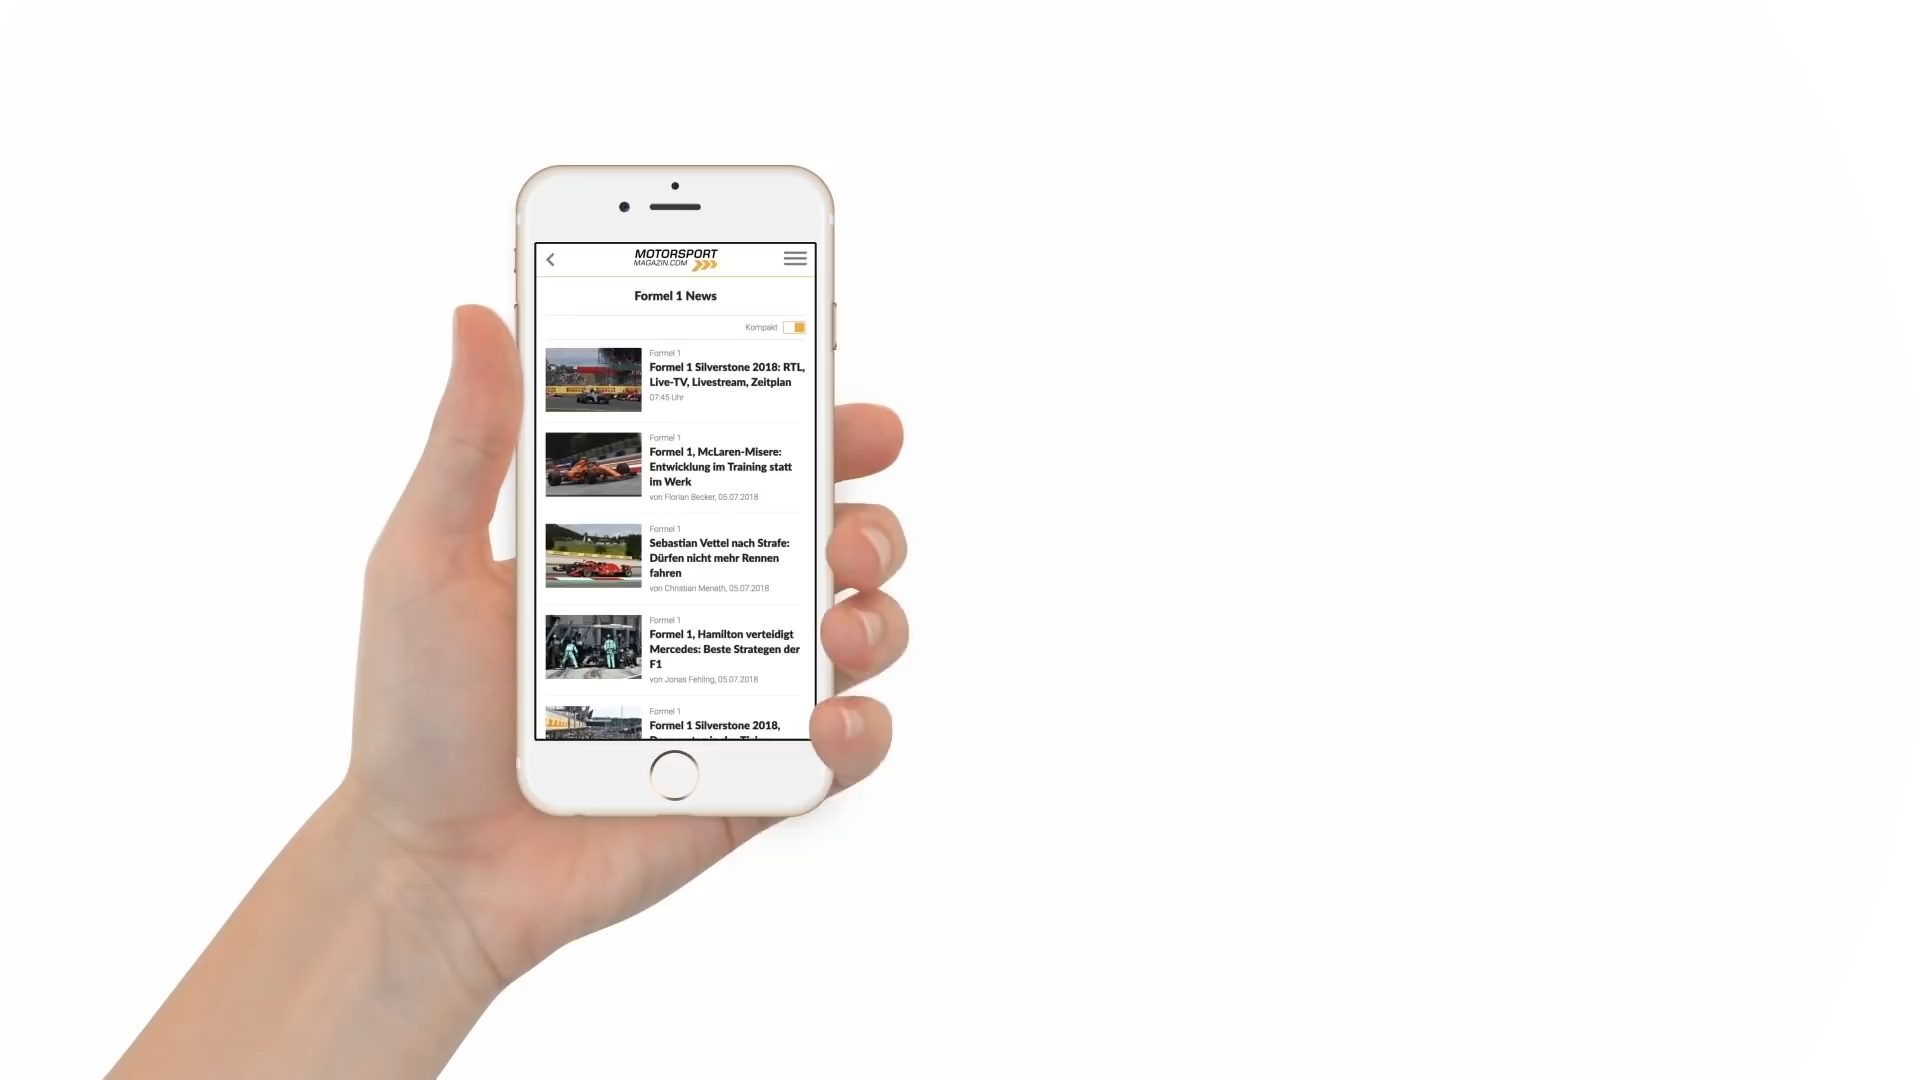 MOTORSPORT
MAGAZIN.COM
Formel 1 News
Kompakt
Formel 1
Formel 1 Silverstone 2018: RTL,
Live-TV, Livestream, Zeitplan
07:45 Uhr
Formel 1
Formel 1, McLaren-Misere:
Entwicklung im Training statt
im Werk
von Florian Becker, 05.07.2018
Formel 1
Sebastian Vettel nach Strafe:
Dürfen nicht mehr Rennen
fahren
von Christian Menath, 05.07.2018
Formel 1
Formel 1, Hamilton verteidigt
Mercedes: Beste Strategen der
F1
von Jonas Fehling, 05.07.2018
Formel 1
Formel 1 Silverstone 2018,